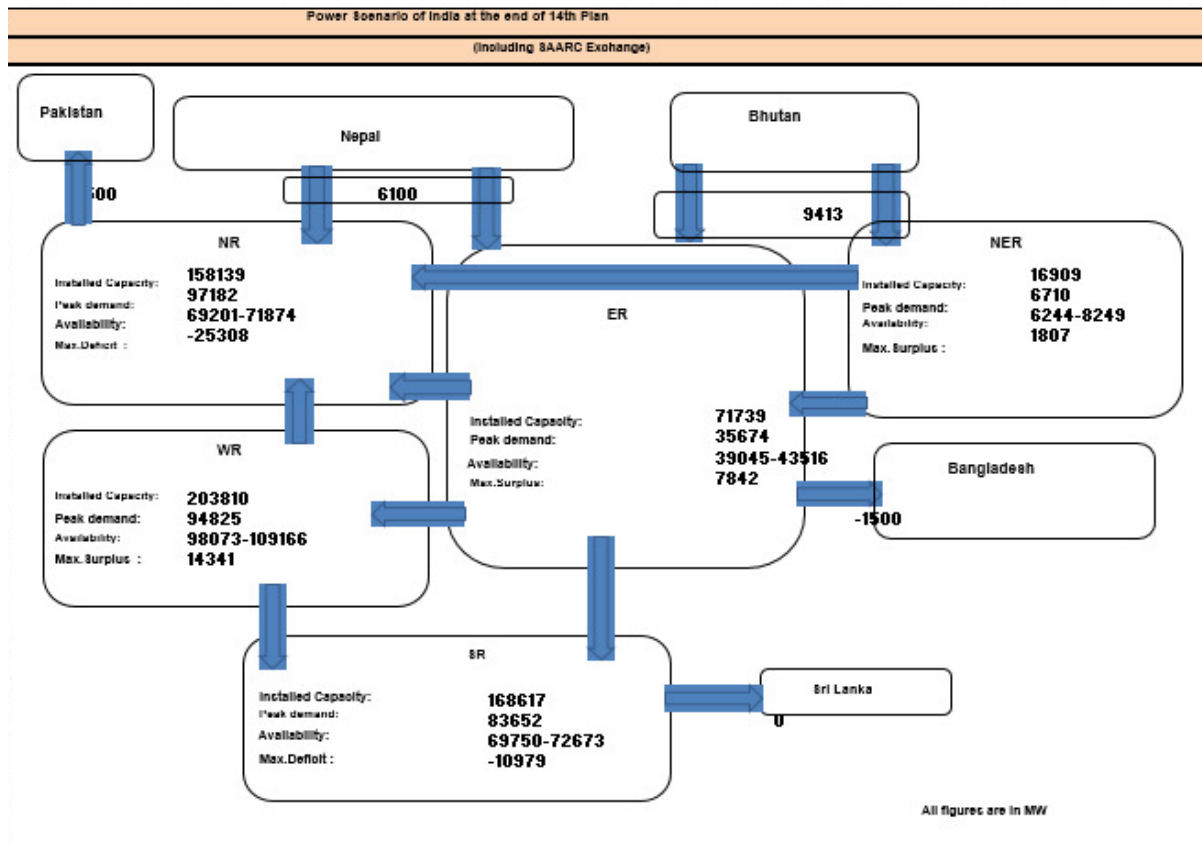 Power Scenario of India at the end of 14th Plan
(Including SAARC Exchange)
Pakistan
Nepal
Bhutan
500
6100
9413
NR
Installed Capacity: 158139
Peak demand: 97182
Availability: 69201-71874
Max.Deficit : -25308
NER
Installed Capacity: 16909
Peak demand: 6710
Availability: 6244-8249
Max.Surplus : 1807
ER
Installed Capacity: 71739
Peak demand: 35674
Availability: 39045-43516
Max.Surplus: 7842
WR
Installed Capacity: 203810
Peak demand: 94825
Availability: 98073-109166
Max.Surplus : 14341
Bangladesh
-1500
SR
Installed Capacity: 168617
Peak demand: 83652
Availability: 69750-72673
Max.Deficit : -10979
Sri Lanka
0
All figures are in MW